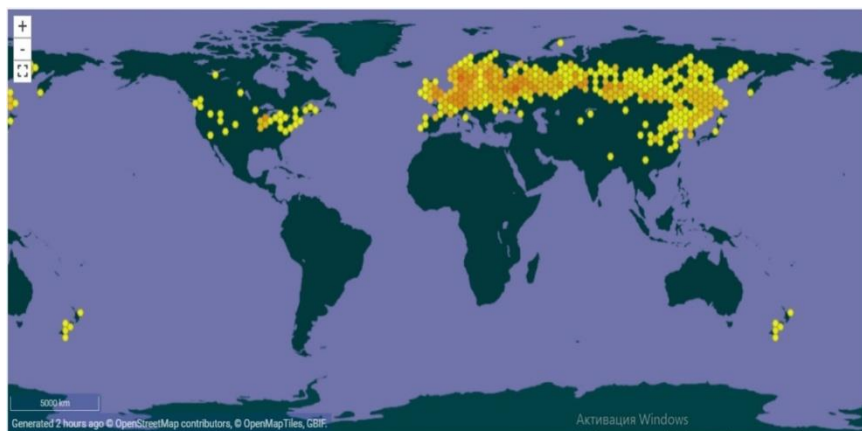 +
-
5000 km
Generated 2 hours ago © OpenStreetMap contributors, © OpenMapTiles, GBIF.
Активация Windows